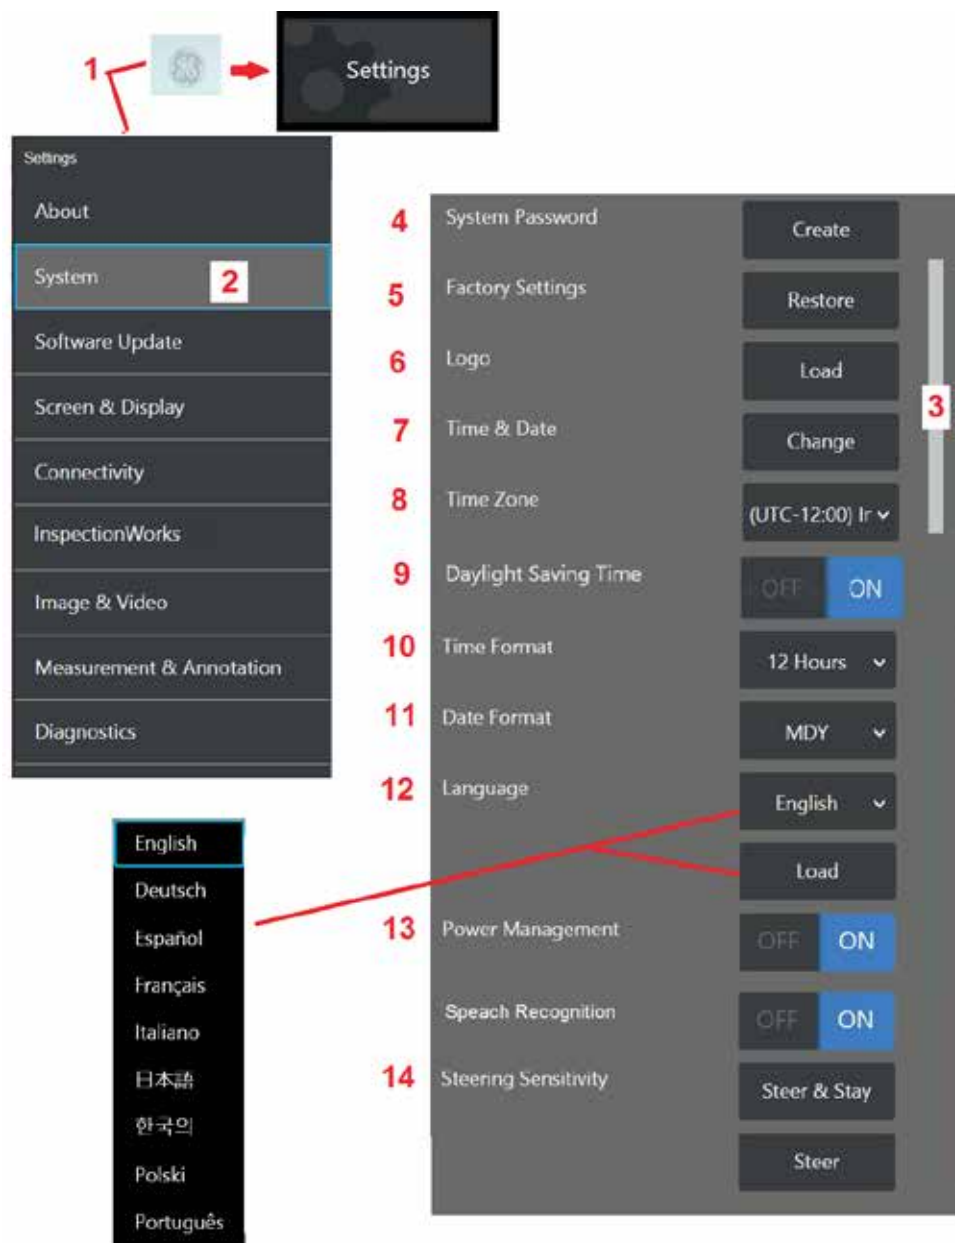 1
Settings
Settings
About
System
2
Software Update
Screen & Display
Connectivity
InspectionWorks
Image & Video
Measurement & Annotation
Diagnostics
4 System Password Create
5 Factory Settings Restore
6 Logo Load
3
7 Time & Date Change
8 Time Zone (UTC-12:00) Ir
9 Daylight Saving Time OFF ON
10 Time Format 12 Hours
11 Date Format MDY
12 Language English
Load
13 Power Management OFF ON
Speach Recognition OFF ON
14 Steering Sensitivity Steer & Stay
Steer
English
Deutsch
Español
Français
Italiano
日本語
한국의
Polski
Português